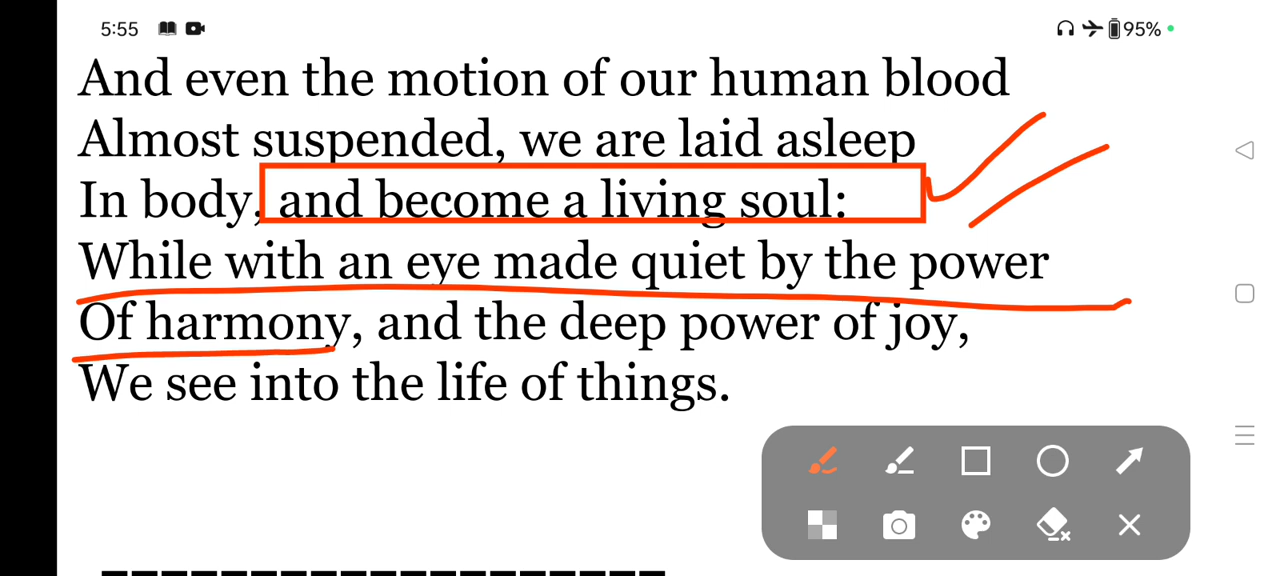 5:55 95%
And even the motion of our human blood
Almost suspended, we are laid asleep
In body, and become a living soul:
While with an eye made quiet by the power
Of harmony, and the deep power of joy,
We see into the life of things.